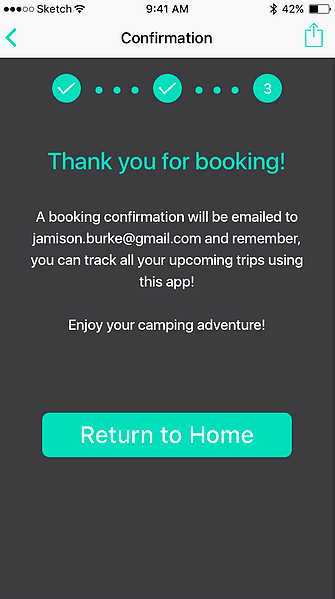 Sketch 9:41 AM 42%
Confirmation
3
Thank you for booking!
A booking confirmation will be emailed to
jamison.burke@gmail.com and remember,
you can track all your upcoming trips using
this app!
Enjoy your camping adventure!
Return to Home